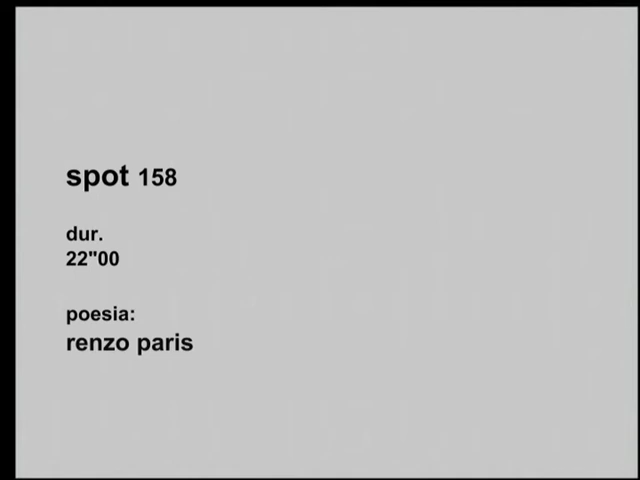 spot 158
dur.
22"00
poesia:
renzo paris